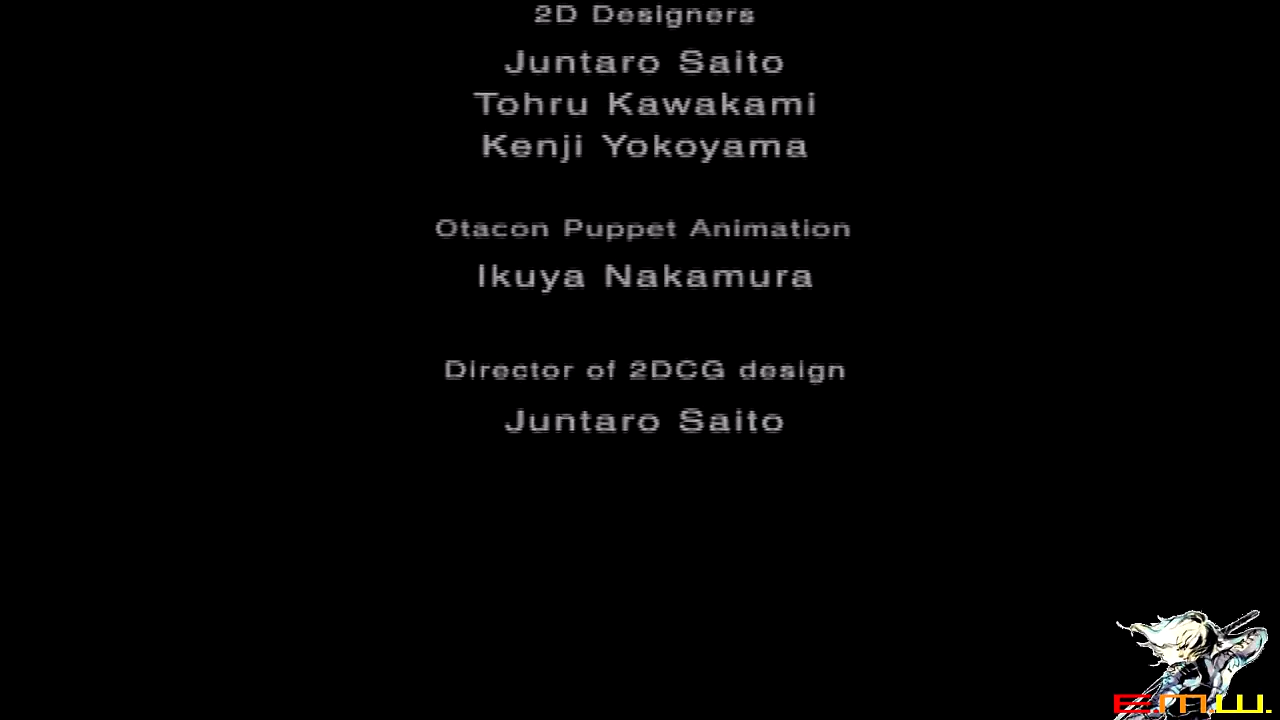 2D Designers
Juntaro Saito
Tohru Kawakami
Kenji Yokoyama
Otacon Puppet Animation
Ikuya Nakamura
Director of 2DCG design
Juntaro Saito
E.M.W.